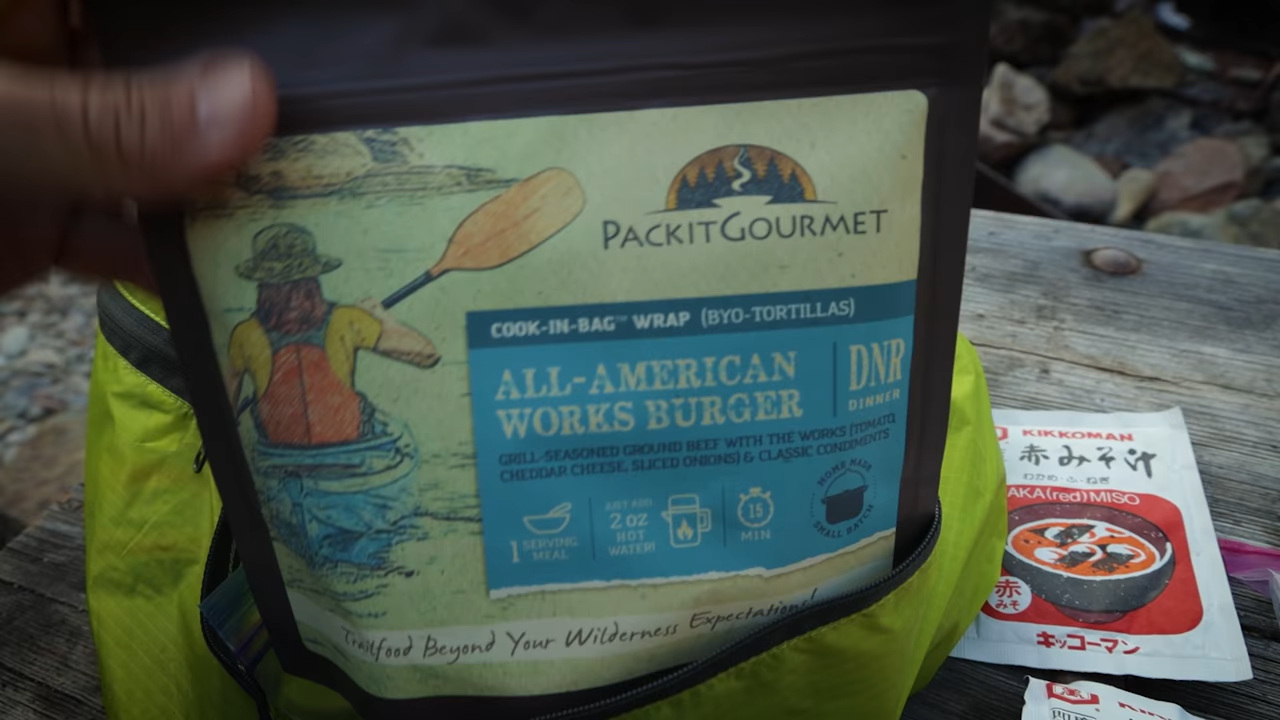 PACKITGOURMET
COOK-IN-BAG™ WRAP (BYO-TORTILLAS)
ALL-AMERICAN
WORKS BURGER
DNR
DINNER
GRILL-SEASONED GROUND BEEF WITH THE WORKS (TOMATO,
CHEDDAR CHEESE, SLICED ONIONS) & CLASSIC CONDIMENTS
1 SERVING
MEAL
JUST ADD
2 OZ
HOT
WATER!
15
MIN
HOME MADE
SMALL BATCH
Trailfood Beyond Your Wilderness Expectations!
KIKKOMAN
赤みそ汁
わかめ・ふ・ねぎ
AKA(red)MISO
赤
みそ
キッコーマン